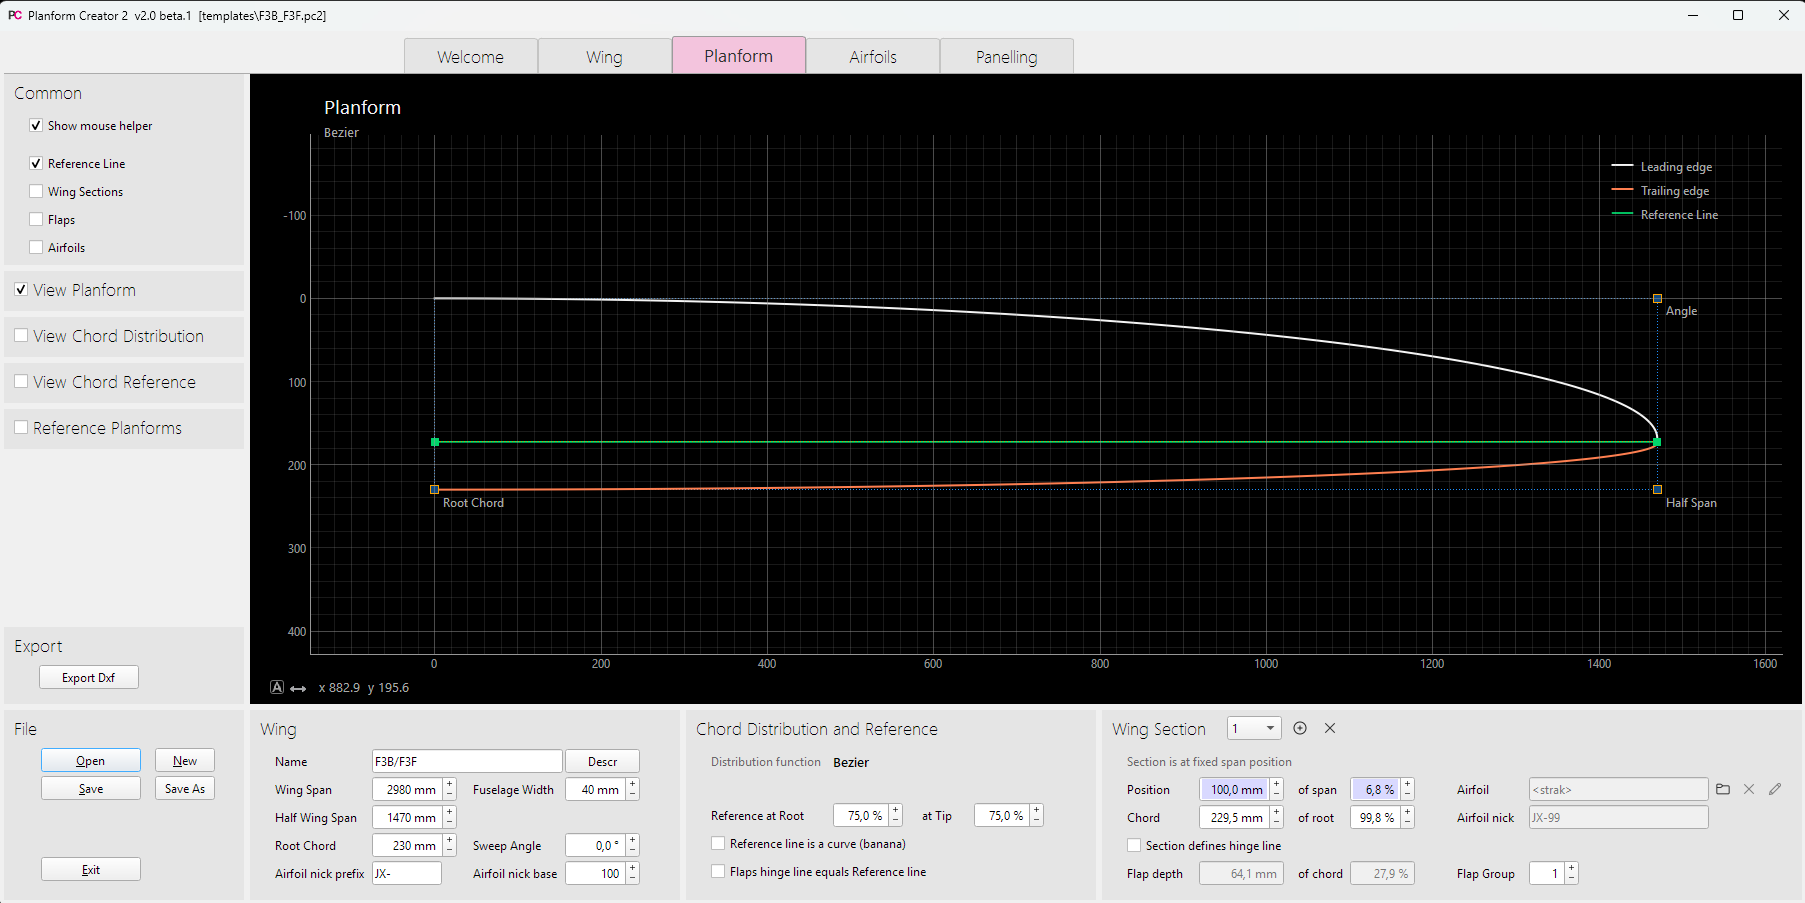 PC Planform Creator 2  v2.0 beta.1  [templates\F3B_F3F.pc2]
Welcome Wing Planform Airfoils Panelling
Common
Show mouse helper
Reference Line
Wing Sections
Flaps
Airfoils
View Planform
View Chord Distribution
View Chord Reference
Reference Planforms
Export
Export Dxf
Planform
Bezier
Leading edge
Trailing edge
Reference Line
-100
0
100
200
300
400
Angle
Root Chord
Half Span
0 200 400 600 800 1000 1200 1400 1600
A x 882.9 y 195.6
File
Open New
Save Save As
Exit
Wing
Name F3B/F3F Descr
Wing Span 2980 mm Fuselage Width 40 mm
Half Wing Span 1470 mm
Root Chord 230 mm Sweep Angle 0,0 °
Airfoil nick prefix JX- Airfoil nick base 100
Chord Distribution and Reference
Distribution function Bezier
Reference at Root 75,0 % at Tip 75,0 %
Reference line is a curve (banana)
Flaps hinge line equals Reference line
Wing Section 1
Section is at fixed span position
Position 100,0 mm of span 6,8 % Airfoil <strak>
Chord 229,5 mm of root 99,8 % Airfoil nick JX-99
Section defines hinge line
Flap depth 64,1 mm of chord 27,9 % Flap Group 1